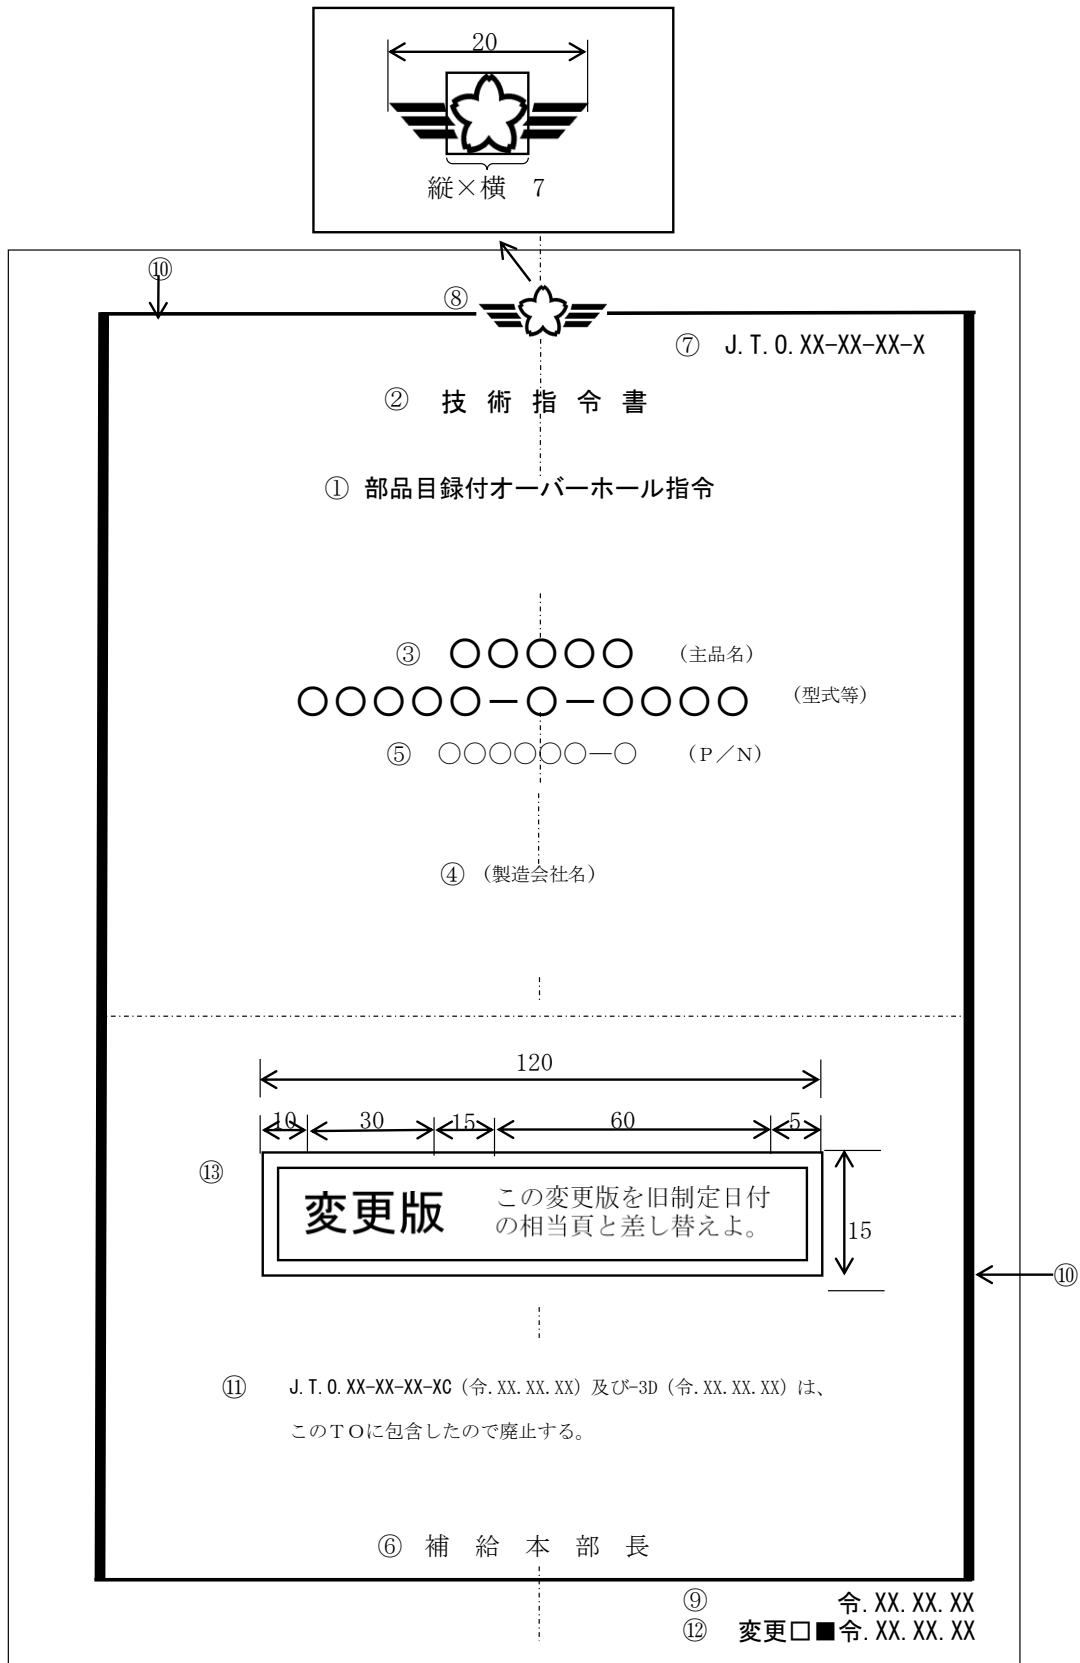 20
縦×横 7
⑩
⑧
⑦ J.T.O.XX-XX-XX-X
② 技術指令書
① 部品目録付オーバーホール指令
③ ○○○○○ (主品名)
○○○○○－○－○○○○ (型式等)
⑤ ○○○○○○―○ (Ｐ／Ｎ)
④ (製造会社名)
120
10 30 15 60 5
⑬
変更版 この変更版を旧制定日付
の相当頁と差し替えよ。
15
⑩
⑪ J.T.O.XX-XX-XX-XC (令.XX.XX.XX) 及び-3D (令.XX.XX.XX) は、
このＴＯに包含したので廃止する。
⑥ 補給本部長
⑨ 令.XX.XX.XX
⑫ 変更□■令.XX.XX.XX